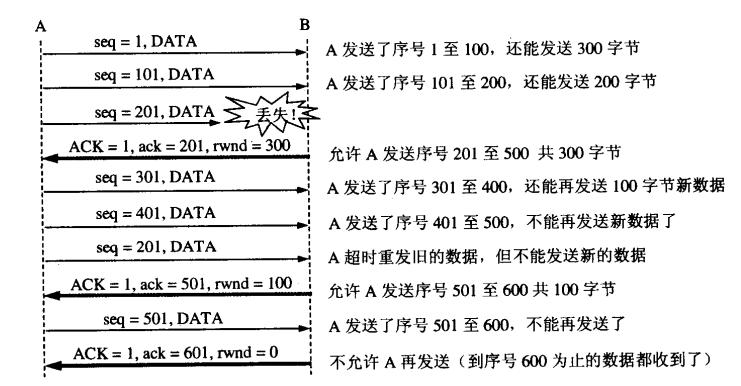 A B
seq = 1, DATA A 发送了序号 1 至 100，还能发送 300 字节
seq = 101, DATA A 发送了序号 101 至 200，还能发送 200 字节
seq = 201, DATA 丢失！
ACK = 1, ack = 201, rwnd = 300 允许 A 发送序号 201 至 500 共 300 字节
seq = 301, DATA A 发送了序号 301 至 400，还能再发送 100 字节新数据
seq = 401, DATA A 发送了序号 401 至 500，不能再发送新数据了
seq = 201, DATA A 超时重发旧的数据，但不能发送新的数据
ACK = 1, ack = 501, rwnd = 100 允许 A 发送序号 501 至 600 共 100 字节
seq = 501, DATA A 发送了序号 501 至 600，不能再发送了
ACK = 1, ack = 601, rwnd = 0 不允许 A 再发送（到序号 600 为止的数据都收到了）